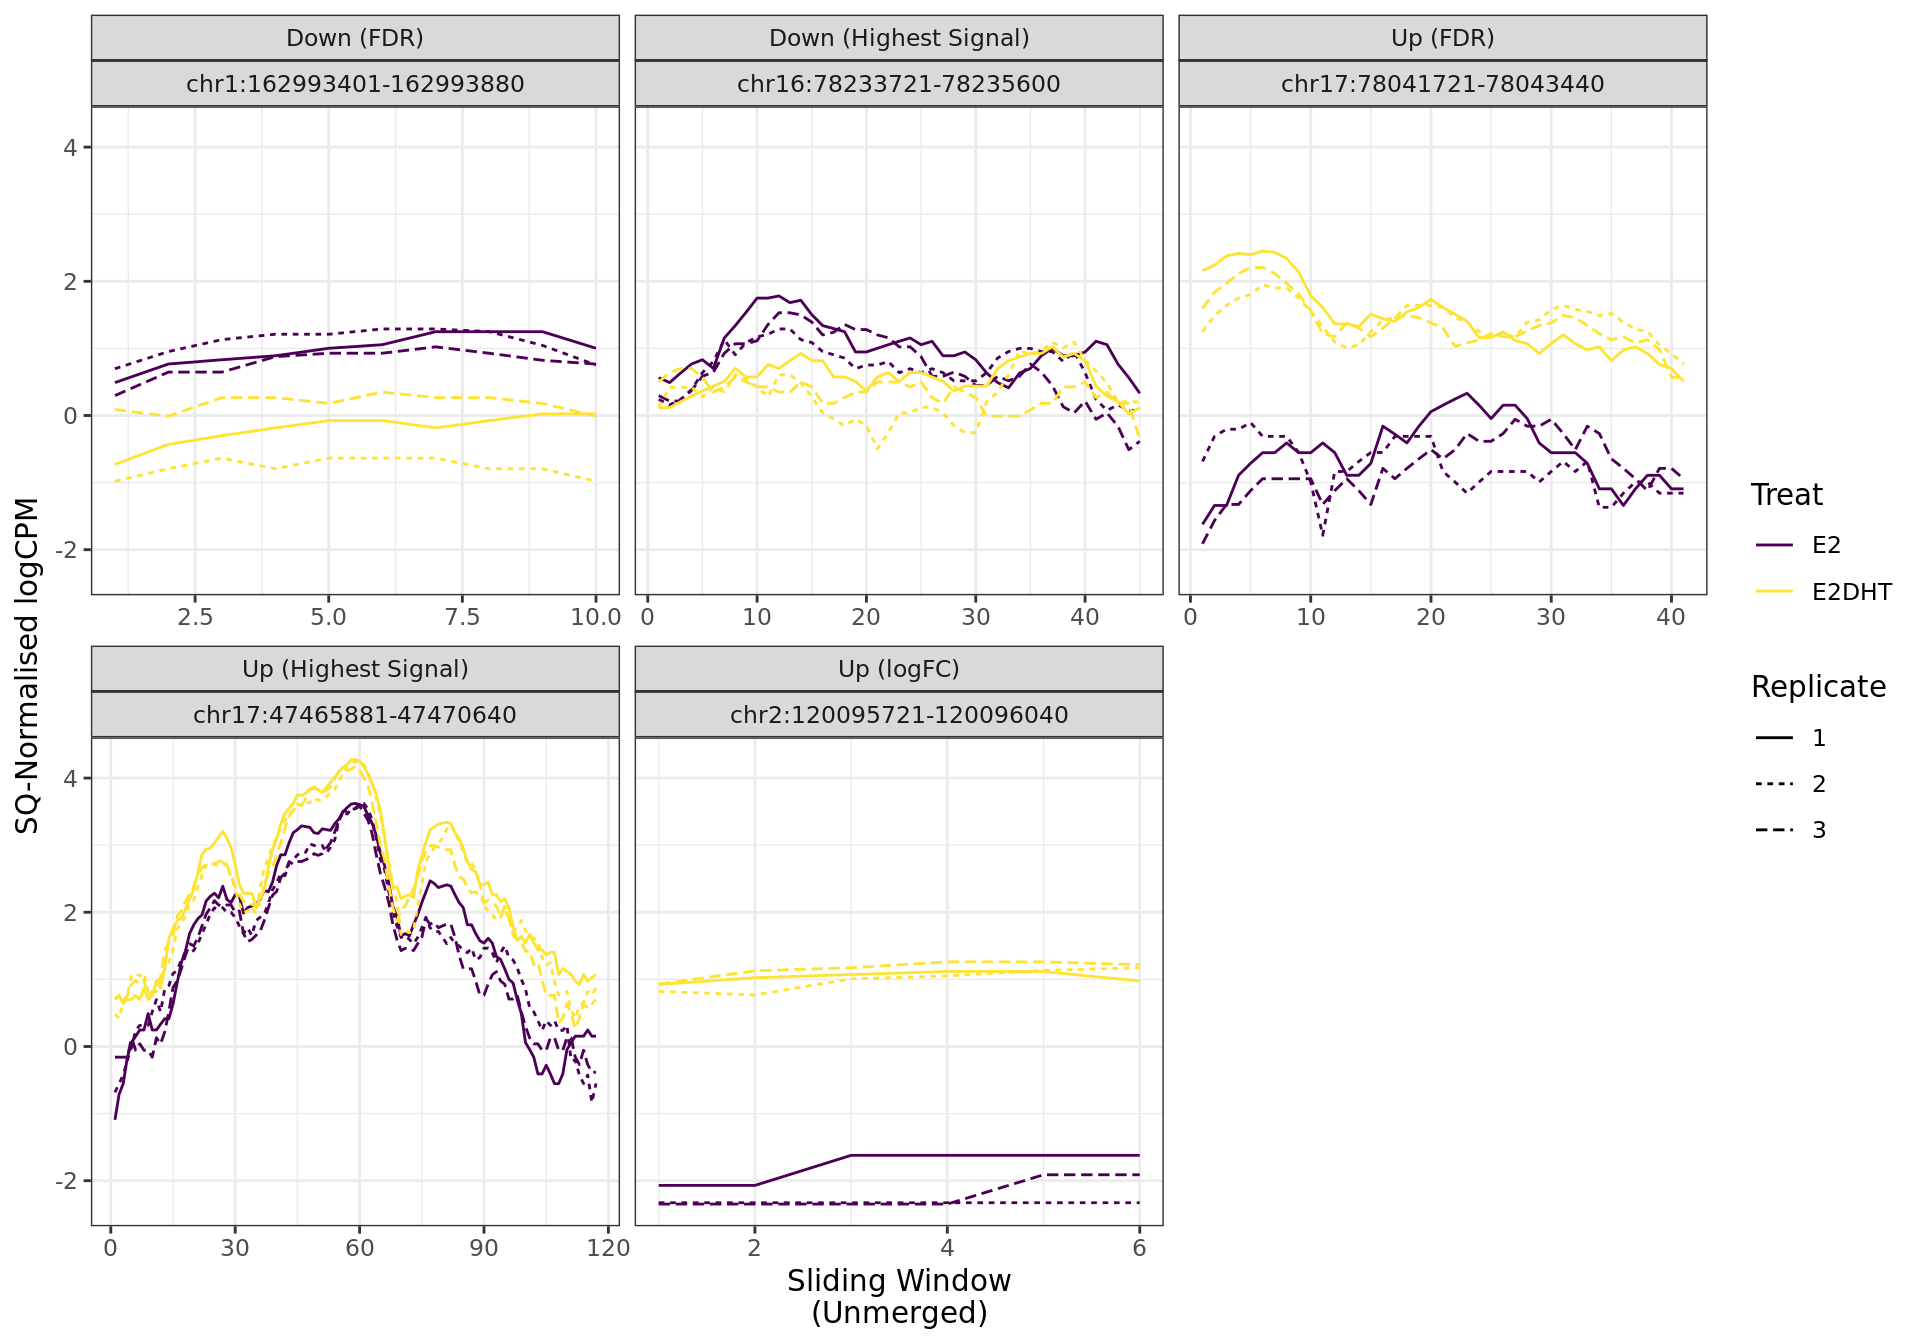 Down (FDR)
Down (Highest Signal)
Up (FDR)
chr1:162993401-162993880
chr16:78233721-78235600
chr17:78041721-78043440
4
2
0
-2
2.5
5.0
7.5
10.0
0
10
20
30
40
0
10
20
30
40
Up (Highest Signal)
Up (logFC)
chr17:47465881-47470640
chr2:120095721-120096040
4
2
0
-2
0
30
60
90
120
2
4
6
SQ-Normalised logCPM
Sliding Window
(Unmerged)
Treat
E2
E2DHT
Replicate
1
2
3